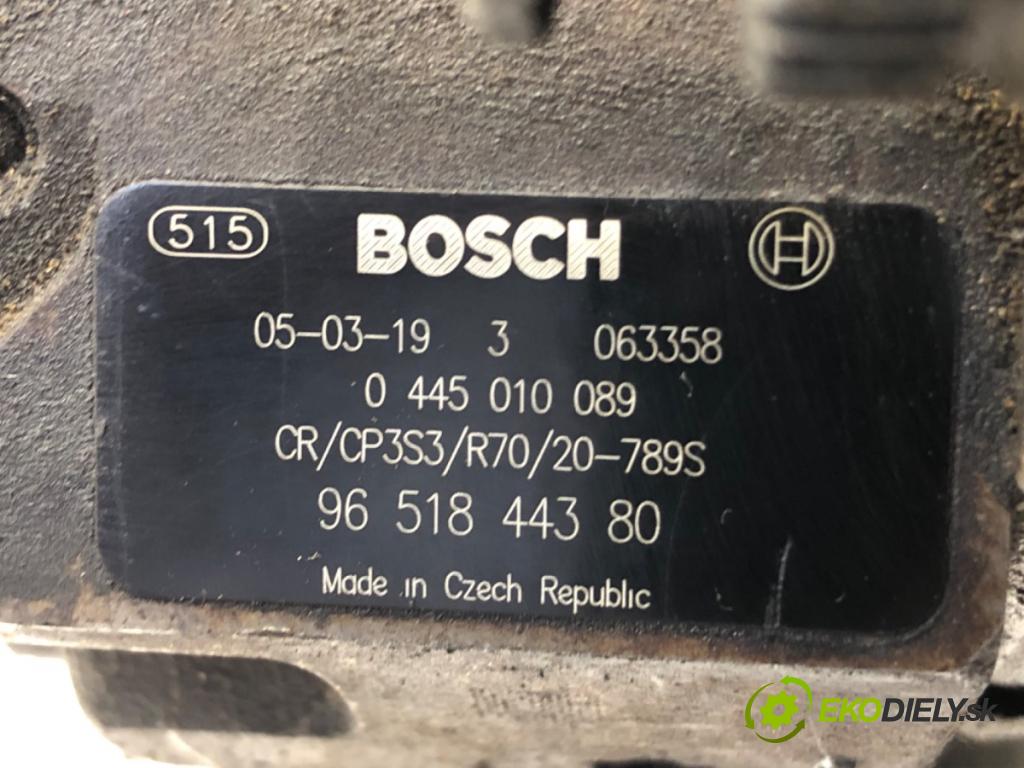 515 BOSCH H
05-03-19 3 063358
0 445 010 089
CR/CP3S3/R70/20-789S
96 518 443 80
Made in Czech Republic
EKODIELY.sk